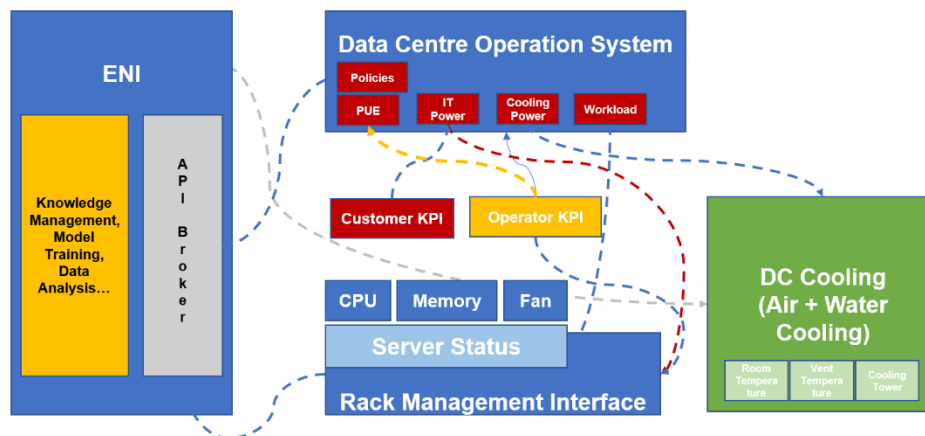 ENI
Knowledge
Management,
Model
Training,
Data
Analysis…
A
P
I
B
r
o
k
e
r
Data Centre Operation System
Policies
PUE
IT
Power
Cooling
Power
Workload
Customer KPI
Operator KPI
CPU
Memory
Fan
Server Status
Rack Management Interface
DC Cooling
(Air + Water
Cooling)
Room
Tempera
ture
Vent
Tempera
ture
Cooling
Tower